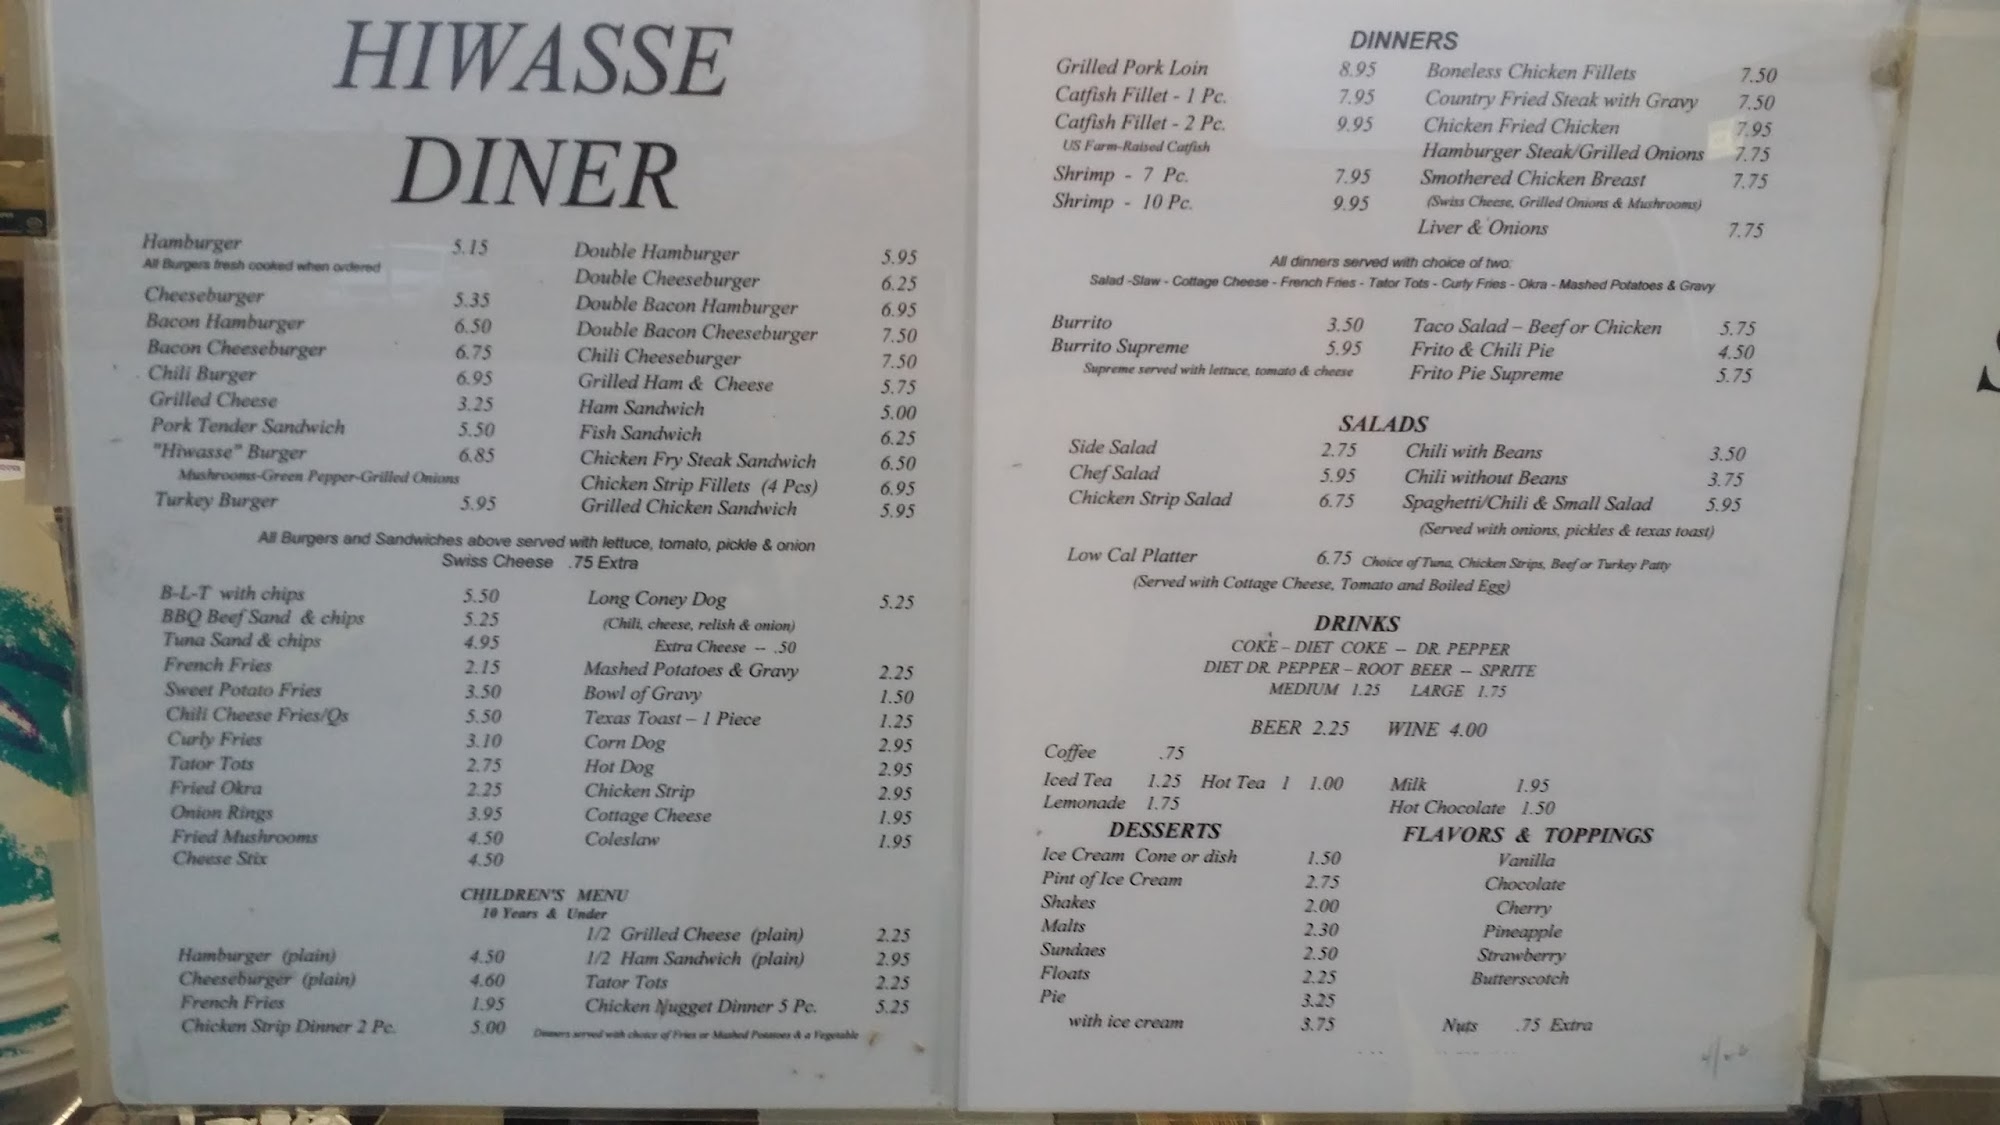 HIWASSE
DINER
Hamburger 5.15
All Burgers fresh cooked when ordered
Cheeseburger 5.35
Bacon Hamburger 6.50
Bacon Cheeseburger 6.75
Chili Burger 6.95
Grilled Cheese 3.25
Pork Tender Sandwich 5.50
"Hiwasse" Burger 6.85
Mushrooms-Green Pepper-Grilled Onions
Turkey Burger 5.95
Double Hamburger 5.95
Double Cheeseburger 6.25
Double Bacon Hamburger 6.95
Double Bacon Cheeseburger 7.50
Chili Cheeseburger 7.50
Grilled Ham & Cheese 5.75
Ham Sandwich 5.00
Fish Sandwich 6.25
Chicken Fry Steak Sandwich 6.50
Chicken Strip Fillets (4 Pcs) 6.95
Grilled Chicken Sandwich 5.95
All Burgers and Sandwiches above served with lettuce, tomato, pickle & onion
Swiss Cheese .75 Extra
B-L-T with chips 5.50
BBQ Beef Sand & chips 5.25
Tuna Sand & chips 4.95
French Fries 2.15
Sweet Potato Fries 3.50
Chili Cheese Fries/Qs 5.50
Curly Fries 3.10
Tator Tots 2.75
Fried Okra 2.25
Onion Rings 3.95
Fried Mushrooms 4.50
Cheese Stix 4.50
Long Coney Dog 5.25
(Chili, cheese, relish & onion)
Extra Cheese -- .50
Mashed Potatoes & Gravy 2.25
Bowl of Gravy 1.50
Texas Toast – 1 Piece 1.25
Corn Dog 2.95
Hot Dog 2.95
Chicken Strip 2.95
Cottage Cheese 1.95
Coleslaw 1.95
CHILDREN'S MENU
10 Years & Under
Hamburger (plain) 4.50
Cheeseburger (plain) 4.60
French Fries 1.95
Chicken Strip Dinner 2 Pc. 5.00
1/2 Grilled Cheese (plain) 2.25
1/2 Ham Sandwich (plain) 2.95
Tator Tots 2.25
Chicken Nugget Dinner 5 Pc. 5.25
Dinners served with choice of Fries or Mashed Potatoes & a Vegetable
DINNERS
Grilled Pork Loin 8.95
Catfish Fillet - 1 Pc. 7.95
Catfish Fillet - 2 Pc. 9.95
US Farm-Raised Catfish
Shrimp - 7 Pc. 7.95
Shrimp - 10 Pc. 9.95
Boneless Chicken Fillets 7.50
Country Fried Steak with Gravy 7.50
Chicken Fried Chicken 7.95
Hamburger Steak/Grilled Onions 7.75
Smothered Chicken Breast 7.75
(Swiss Cheese, Grilled Onions & Mushrooms)
Liver & Onions 7.75
All dinners served with choice of two:
Salad -Slaw - Cottage Cheese - French Fries - Tator Tots - Curly Fries - Okra - Mashed Potatoes & Gravy
Burrito 3.50
Burrito Supreme 5.95
Supreme served with lettuce, tomato & cheese
Taco Salad – Beef or Chicken 5.75
Frito & Chili Pie 4.50
Frito Pie Supreme 5.75
SALADS
Side Salad 2.75
Chef Salad 5.95
Chicken Strip Salad 6.75
Chili with Beans 3.50
Chili without Beans 3.75
Spaghetti/Chili & Small Salad 5.95
(Served with onions, pickles & texas toast)
Low Cal Platter 6.75 Choice of Tuna, Chicken Strips, Beef or Turkey Patty
(Served with Cottage Cheese, Tomato and Boiled Egg)
DRINKS
COKE – DIET COKE -- DR. PEPPER
DIET DR. PEPPER – ROOT BEER -- SPRITE
MEDIUM 1.25 LARGE 1.75
BEER 2.25 WINE 4.00
Coffee .75
Iced Tea 1.25 Hot Tea 1 1.00 Milk 1.95
Lemonade 1.75 Hot Chocolate 1.50
DESSERTS
Ice Cream Cone or dish 1.50
Pint of Ice Cream 2.75
Shakes 2.00
Malts 2.30
Sundaes 2.50
Floats 2.25
Pie 3.25
with ice cream 3.75
FLAVORS & TOPPINGS
Vanilla
Chocolate
Cherry
Pineapple
Strawberry
Butterscotch
Nuts .75 Extra